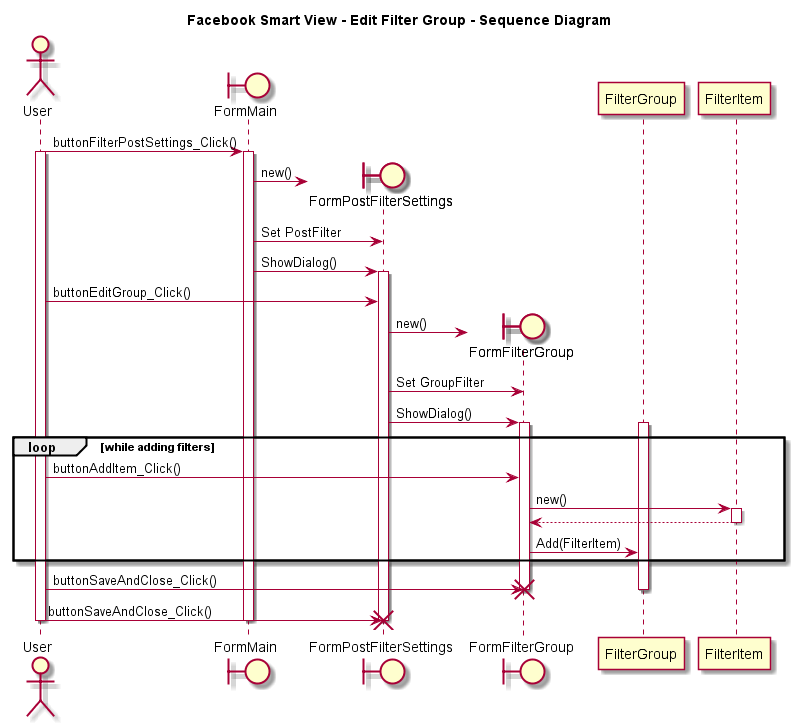 Facebook Smart View - Edit Filter Group - Sequence Diagram
User
FormMain
FilterGroup
FilterItem
buttonFilterPostSettings_Click()
new()
FormPostFilterSettings
Set PostFilter
ShowDialog()
buttonEditGroup_Click()
new()
FormFilterGroup
Set GroupFilter
ShowDialog()
loop
[while adding filters]
buttonAddItem_Click()
new()
Add(FilterItem)
buttonSaveAndClose_Click()
buttonSaveAndClose_Click()
User
FormMain
FormPostFilterSettings
FormFilterGroup
FilterGroup
FilterItem